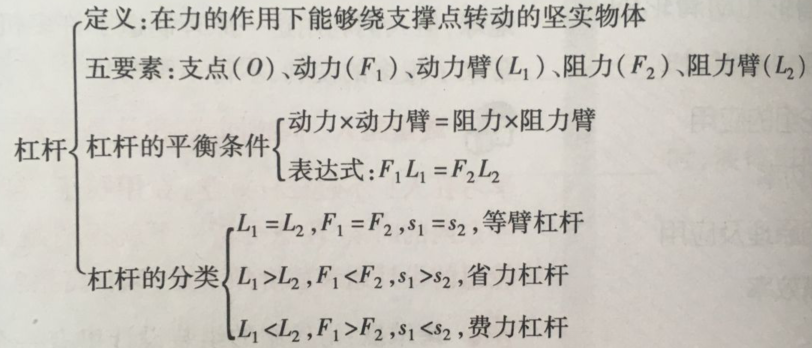 定义:在力的作用下能够绕支撑点转动的坚实物体
五要素:支点(O)、动力(F₁)、动力臂(L₁)、阻力(F₂)、阻力臂(L₂)
杠杆
杠杆的平衡条件
动力×动力臂=阻力×阻力臂
表达式:F₁L₁=F₂L₂
杠杆的分类
L₁=L₂,F₁=F₂,s₁=s₂,等臂杠杆
L₁>L₂,F₁<F₂,s₁>s₂,省力杠杆
L₁<L₂,F₁>F₂,s₁<s₂,费力杠杆